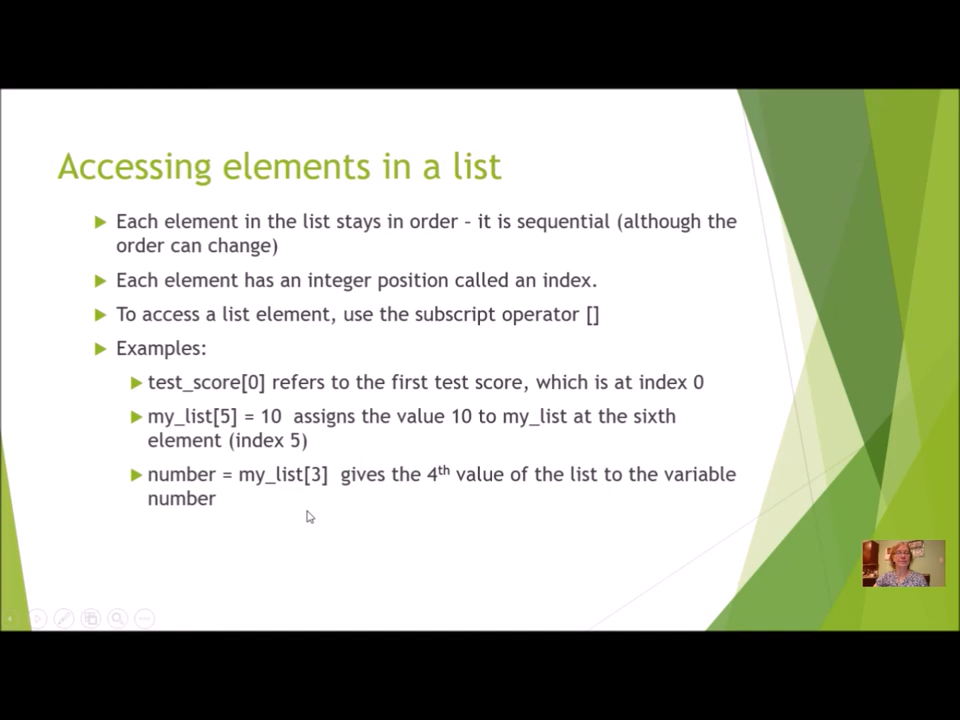 Accessing elements in a list
Each element in the list stays in order – it is sequential (although the
order can change)
Each element has an integer position called an index.
To access a list element, use the subscript operator []
Examples:
test_score[0] refers to the first test score, which is at index 0
my_list[5] = 10  assigns the value 10 to my_list at the sixth
element (index 5)
number = my_list[3]  gives the 4th value of the list to the variable
number